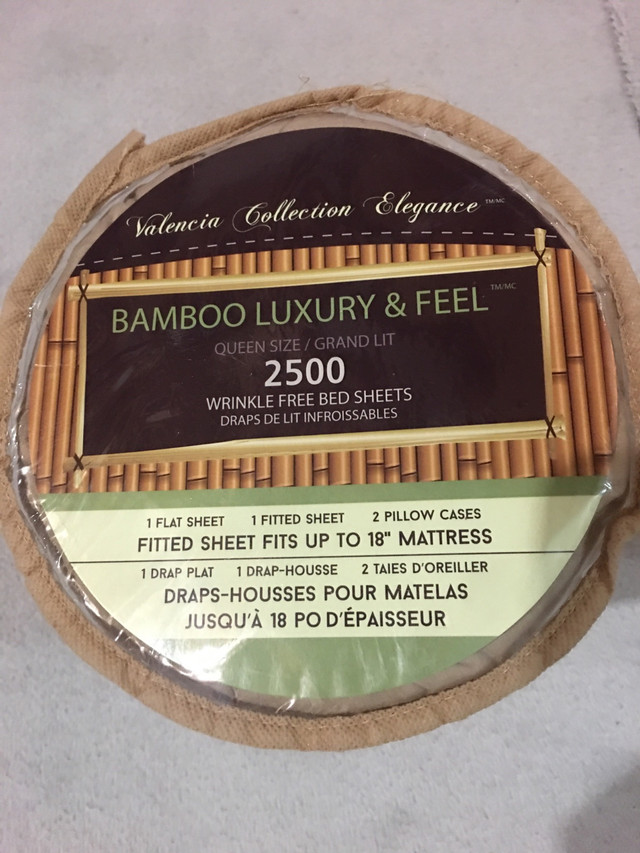 Valencia Collection Elegance TM/MC
BAMBOO LUXURY & FEEL TM/MC
QUEEN SIZE / GRAND LIT
2500
WRINKLE FREE BED SHEETS
DRAPS DE LIT INFROISSABLES
1 FLAT SHEET 1 FITTED SHEET 2 PILLOW CASES
FITTED SHEET FITS UP TO 18" MATTRESS
1 DRAP PLAT 1 DRAP-HOUSSE 2 TAIES D'OREILLER
DRAPS-HOUSSES POUR MATELAS
JUSQU'À 18 PO D'ÉPAISSEUR